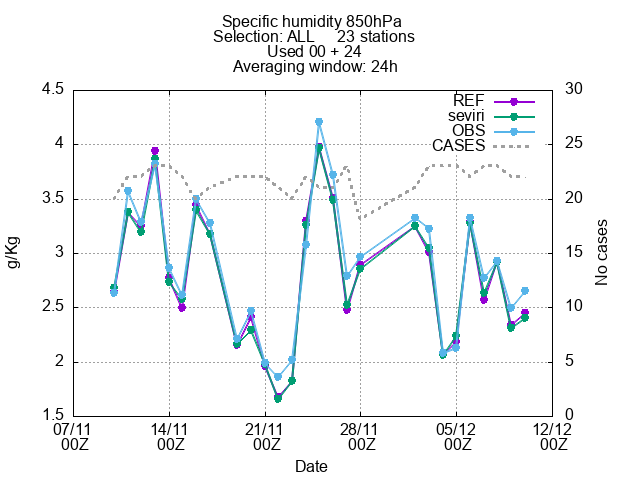 Specific humidity 850hPa
Selection: ALL 23 stations
Used 00 + 24
Averaging window: 24h
4.5
4
3.5
3
2.5
2
1.5
30
25
20
15
10
5
0
g/Kg
No cases
REF
seviri
OBS
CASES
07/11 14/11 21/11 28/11 05/12 12/12
00Z 00Z 00Z 00Z 00Z 00Z
Date